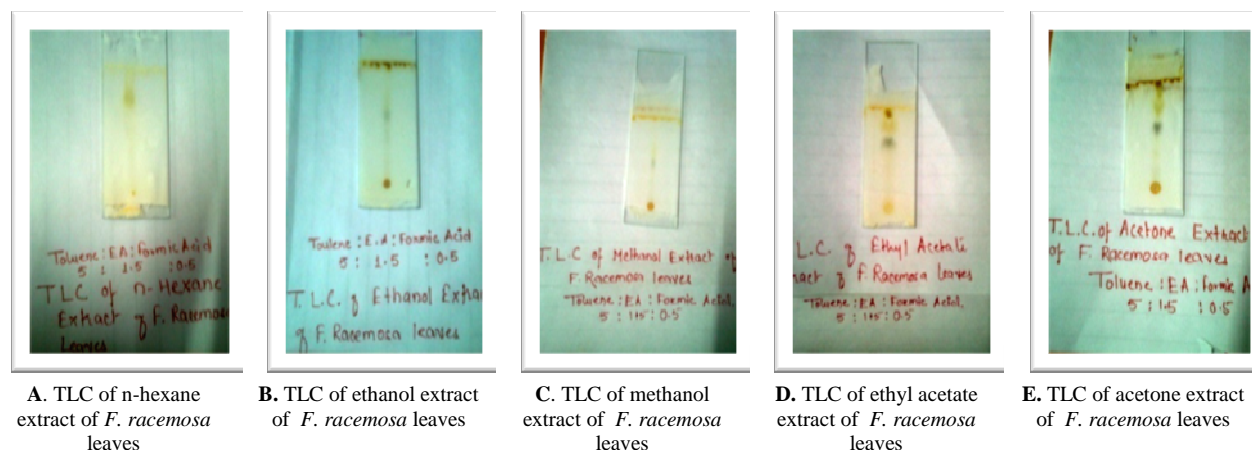 Toluene : EA : Formic Acid
5 : 1.5 : 0.5
TLC of n-Hexane
Extract of F. Racemosa
Leaves
Toulene : E.A : Formic Acid
5 : 1.5 : 0.5
T.L.C. of Ethanol Extra
of F. Racemosa leaves
T.L.C of Methanol Extract of
F. Racemosa leaves
Toluene : EA : Formic Acid,
5 : 1.5 : 0.5
L.C. of Ethyl Acetate
ract of F. Racemosa leaves
Toluene : EA : Formic Acid,
5 : 1.5 : 0.5
T.L.C. of Acetone Extract
of F. Racemosa leaves
Toluene : EA : Formic A
5 : 1.5 : 0.5
A. TLC of n-hexane
extract of F. racemosa
leaves
B. TLC of ethanol extract
of F. racemosa leaves
C. TLC of methanol
extract of F. racemosa
leaves
D. TLC of ethyl acetate
extract of F. racemosa
leaves
E. TLC of acetone extract
of F. racemosa leaves